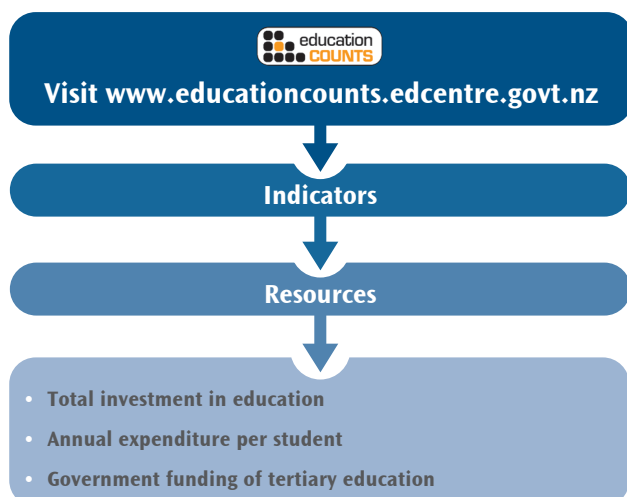 education
COUNTS
Visit www.educationcounts.edcentre.govt.nz
Indicators
Resources
• Total investment in education
• Annual expenditure per student
• Government funding of tertiary education